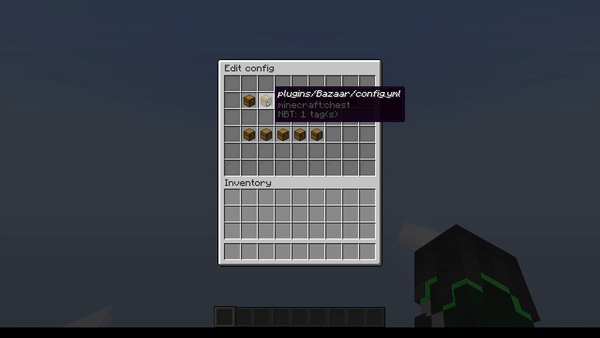 Edit config
plugins/Bazaar/config.yml
minecraft:chest
NBT: 1 tag(s)
Inventory